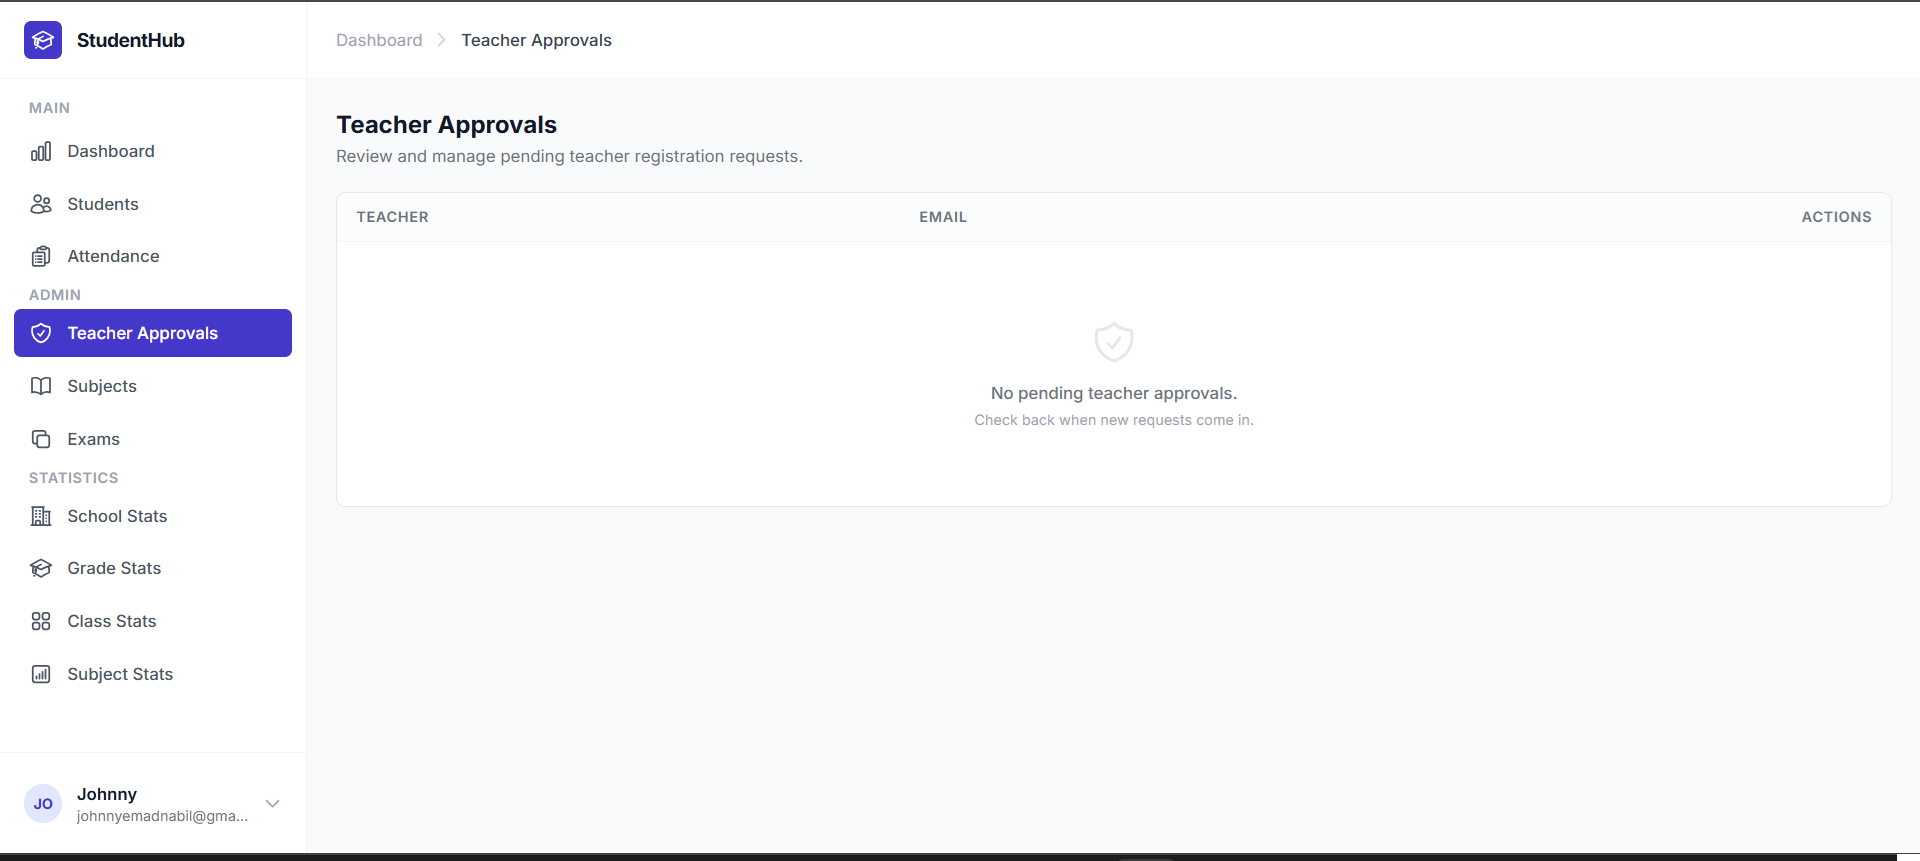 StudentHub
Dashboard > Teacher Approvals
MAIN
Dashboard
Students
Attendance
ADMIN
Teacher Approvals
Subjects
Exams
STATISTICS
School Stats
Grade Stats
Class Stats
Subject Stats
JO
Johnny
johnnyemadnabil@gma...
Teacher Approvals
Review and manage pending teacher registration requests.
TEACHER EMAIL ACTIONS
No pending teacher approvals.
Check back when new requests come in.